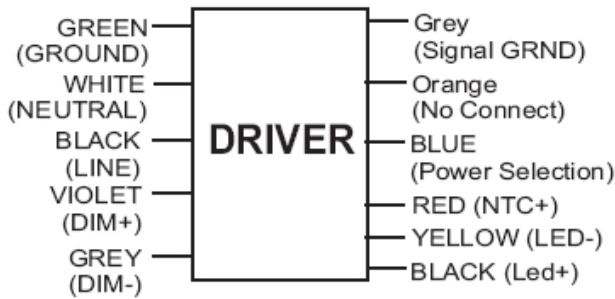 GREEN
(GROUND)
WHITE
(NEUTRAL)
BLACK
(LINE)
VIOLET
(DIM+)
GREY
(DIM-)
DRIVER
Grey
(Signal GRND)
Orange
(No Connect)
BLUE
(Power Selection)
RED (NTC+)
YELLOW (LED-)
BLACK (Led+)